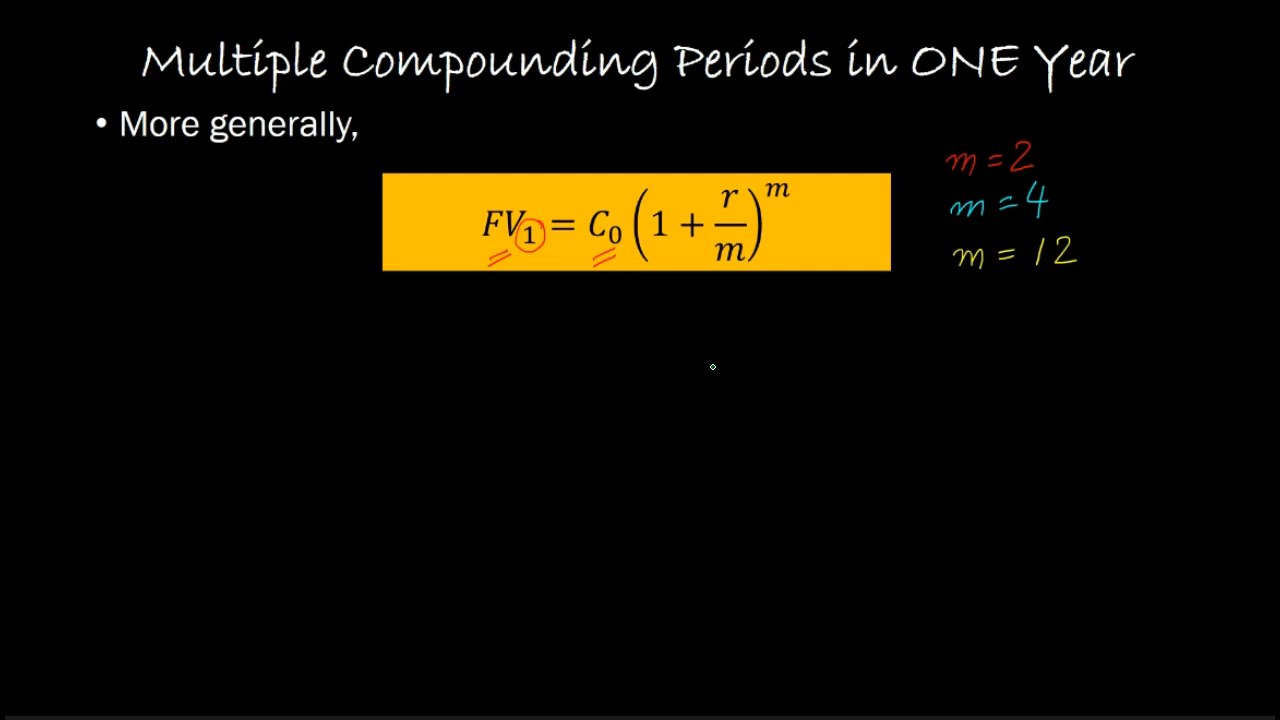 Multiple Compounding Periods in ONE Year
• More generally,
FV₁ = C₀ (1 + r/m)^m
m = 2
m = 4
m = 12